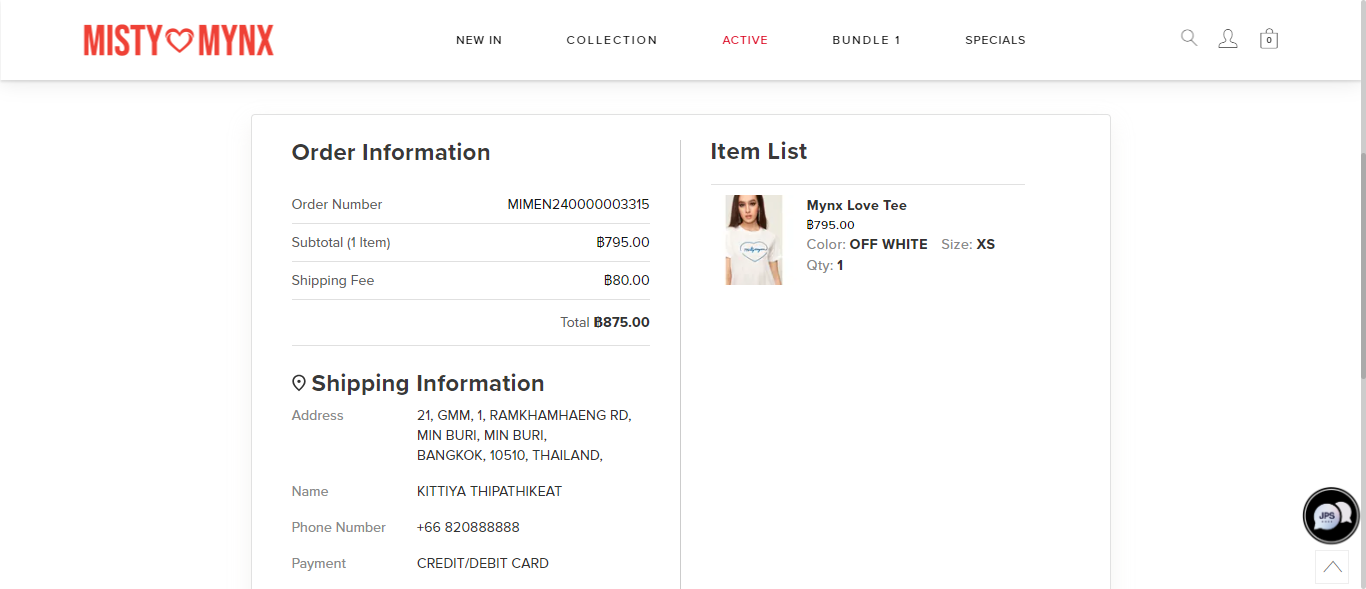 MISTY MYNX
NEW IN
COLLECTION
ACTIVE
BUNDLE 1
SPECIALS
0
Order Information
Order Number MIMEN240000003315
Subtotal (1 Item) ฿795.00
Shipping Fee ฿80.00
Total ฿875.00
Shipping Information
Address 21, GMM, 1, RAMKHAMHAENG RD,
MIN BURI, MIN BURI,
BANGKOK, 10510, THAILAND,
Name KITTIYA THIPATHIKEAT
Phone Number +66 820888888
Payment CREDIT/DEBIT CARD
Item List
Mynx Love Tee
฿795.00
Color: OFF WHITE Size: XS
Qty: 1
JPS